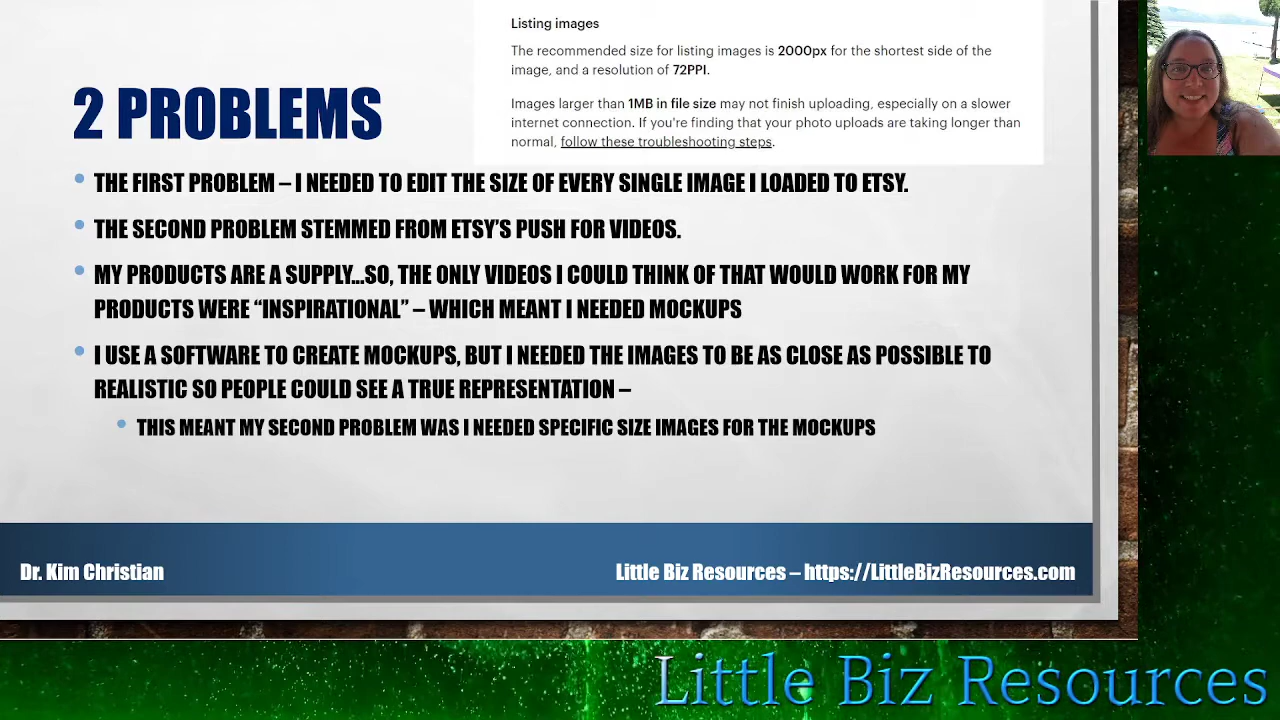 Listing images
The recommended size for listing images is 2000px for the shortest side of the
image, and a resolution of 72PPI.
Images larger than 1MB in file size may not finish uploading, especially on a slower
internet connection. If you're finding that your photo uploads are taking longer than
normal, follow these troubleshooting steps.
2 PROBLEMS
• THE FIRST PROBLEM – I NEEDED TO EDIT THE SIZE OF EVERY SINGLE IMAGE I LOADED TO ETSY.
• THE SECOND PROBLEM STEMMED FROM ETSY'S PUSH FOR VIDEOS.
• MY PRODUCTS ARE A SUPPLY...SO, THE ONLY VIDEOS I COULD THINK OF THAT WOULD WORK FOR MY
PRODUCTS WERE “INSPIRATIONAL” – WHICH MEANT I NEEDED MOCKUPS
• I USE A SOFTWARE TO CREATE MOCKUPS, BUT I NEEDED THE IMAGES TO BE AS CLOSE AS POSSIBLE TO
REALISTIC SO PEOPLE COULD SEE A TRUE REPRESENTATION –
• THIS MEANT MY SECOND PROBLEM WAS I NEEDED SPECIFIC SIZE IMAGES FOR THE MOCKUPS
Dr. Kim Christian
Little Biz Resources – https://LittleBizResources.com
Little Biz Resources